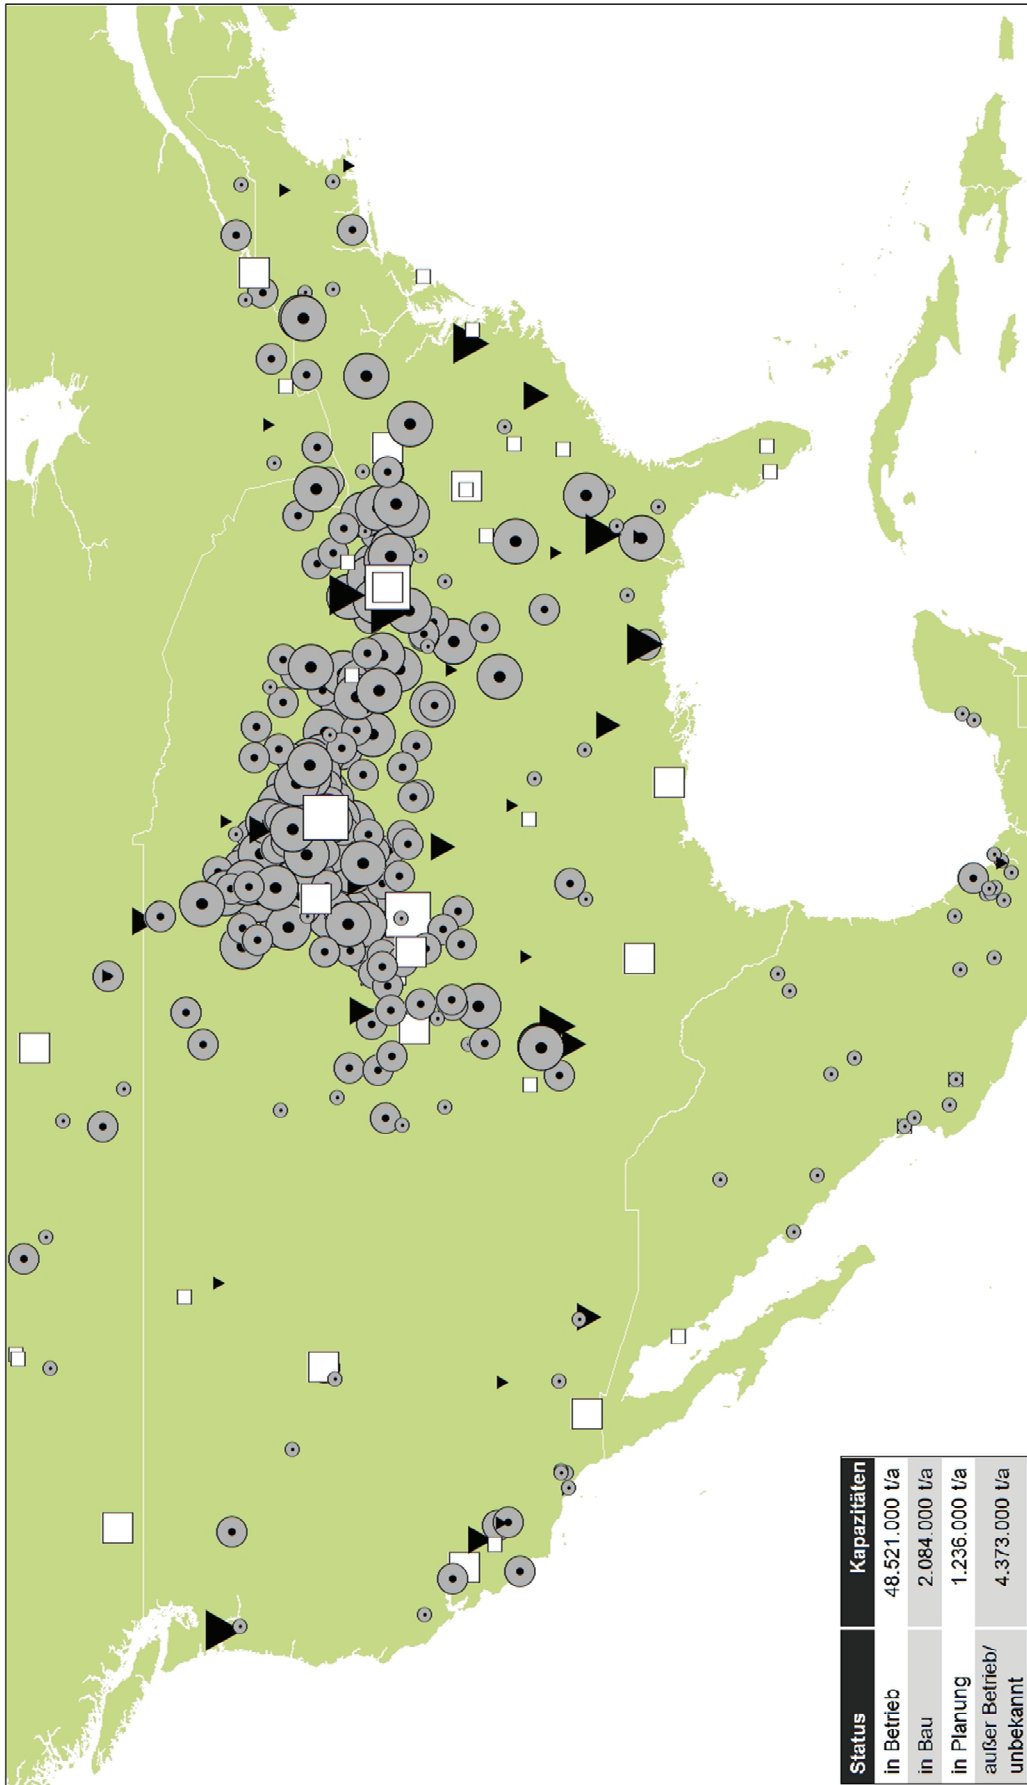 Status Kapazitäten
in Betrieb 48.521.000 t/a
in Bau 2.084.000 t/a
in Planung 1.236.000 t/a
außer Betrieb/
unbekannt 4.373.000 t/a